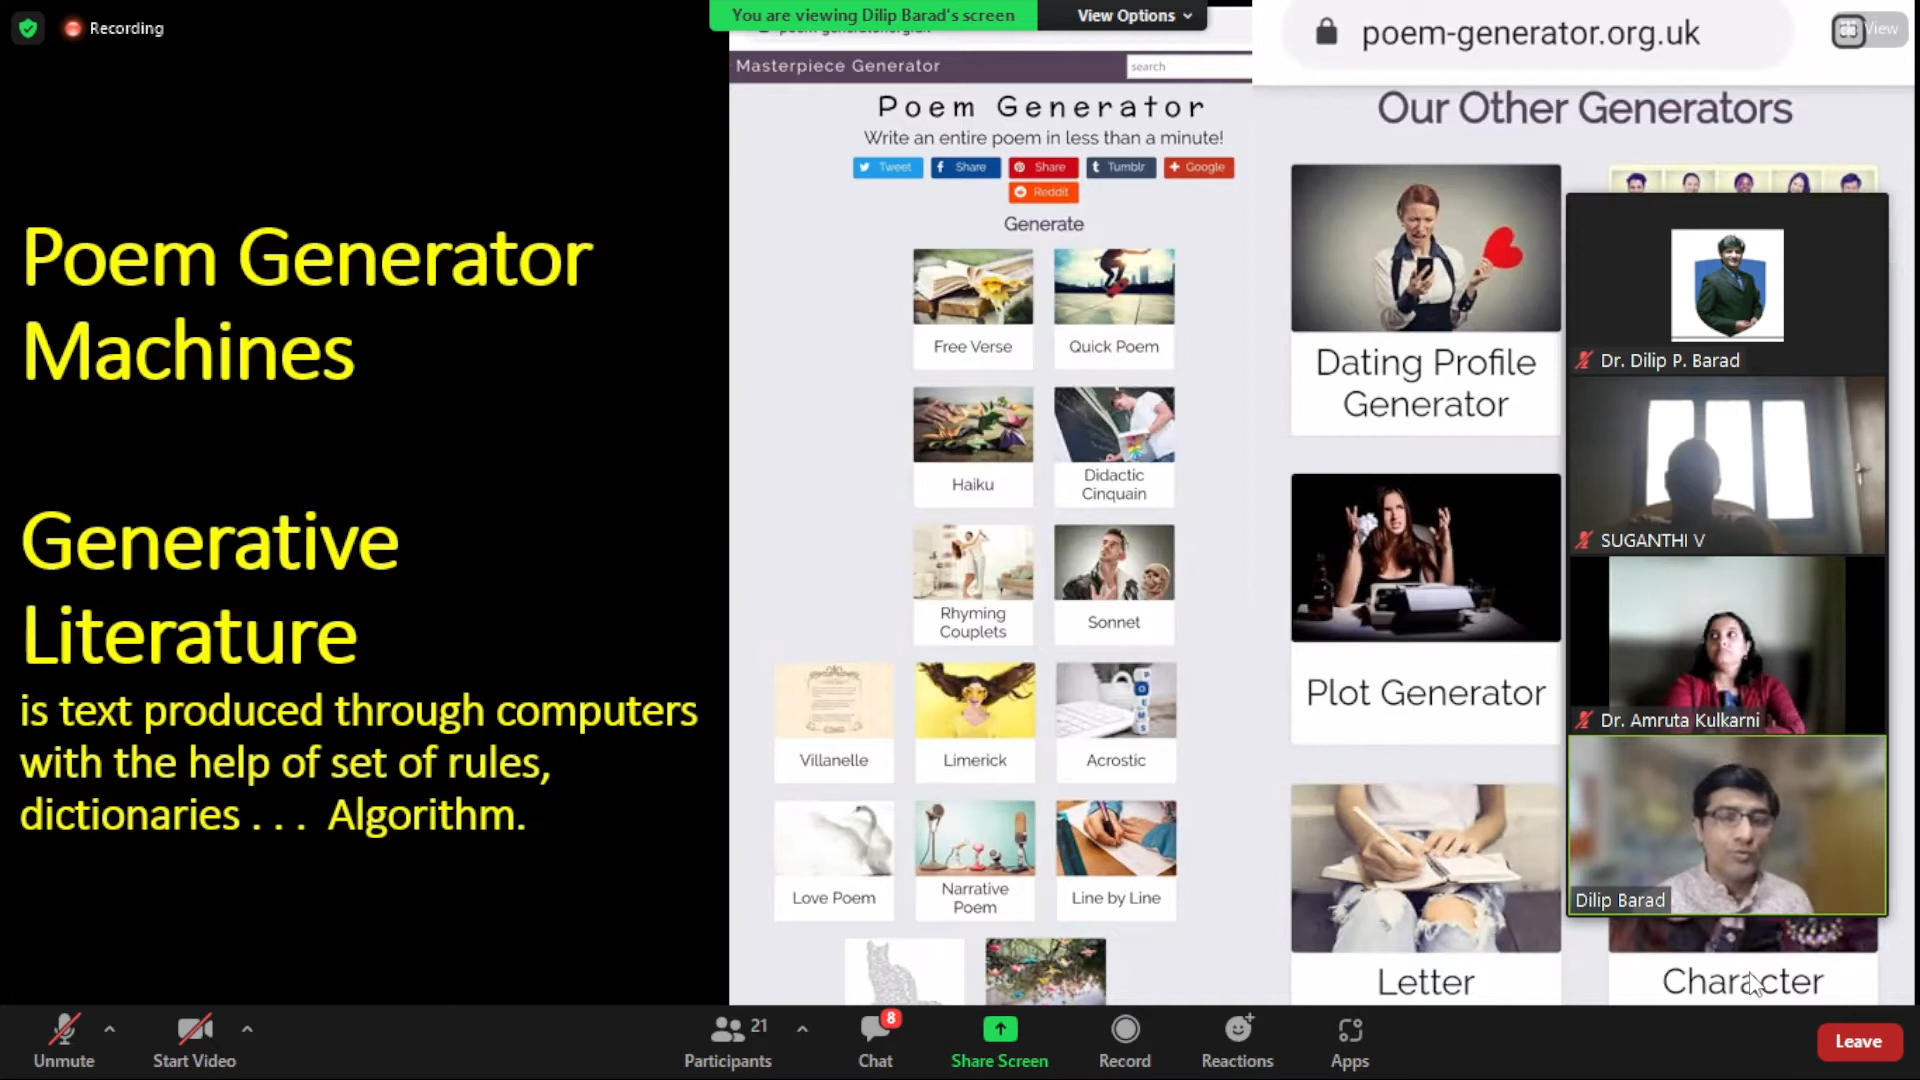 Recording
You are viewing Dilip Barad's screen
View Options
View
Poem Generator
Machines
Generative
Literature
is text produced through computers
with the help of set of rules,
dictionaries . . . Algorithm.
Masterpiece Generator
search
Poem Generator
Write an entire poem in less than a minute!
Tweet
Share
Share
Tumblr
Google
Reddit
Generate
Free Verse
Quick Poem
Haiku
Didactic
Cinquain
Rhyming
Couplets
Sonnet
Villanelle
Limerick
Acrostic
Love Poem
Narrative
Poem
Line by Line
poem-generator.org.uk
Our Other Generators
Dating Profile
Generator
Plot Generator
Letter
Character
Dr. Dilip P. Barad
SUGANTHI V
Dr. Amruta Kulkarni
Dilip Barad
Unmute
Start Video
21
Participants
8
Chat
Share Screen
Record
Reactions
Apps
Leave